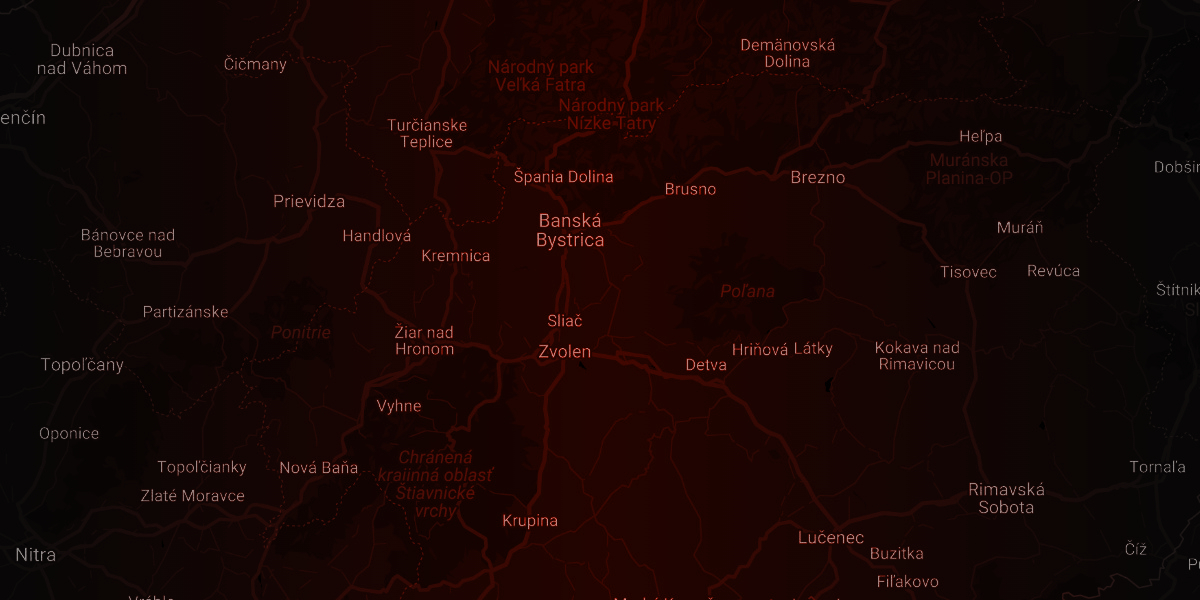 Dubnica
nad Váhom
Čičmany
Demänovská
Dolina
Národný park
Veľká Fatra
Národný park
Nízke Tatry
enčín
Turčianske
Teplice
Heľpa
Muránska
Planina-OP
Špania Dolina
Brusno
Brezno
Prievidza
Banská
Bystrica
Muráň
Bánovce nad
Bebravou
Handlová
Kremnica
Tisovec
Revúca
Štítnik
Poľana
Partizánske
Ponitrie
Žiar nad
Hronom
Sliač
Zvolen
Detva
Hriňová
Látky
Kokava nad
Rimavicou
Topoľčany
Vyhne
Oponice
Chránená
krajinná oblasť
Štiavnické
vrchy
Topoľčianky
Nová Baňa
Zlaté Moravce
Tornaľa
Rimavská
Sobota
Krupina
Lučenec
Buzitka
Číž
Nitra
Fiľakovo